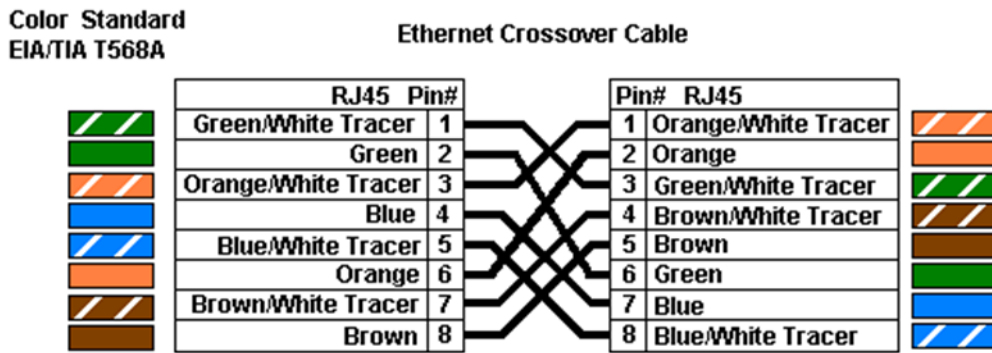 Color Standard
EIA/TIA T568A
Ethernet Crossover Cable
RJ45 Pin#
Green/White Tracer 1
Green 2
Orange/White Tracer 3
Blue 4
Blue/White Tracer 5
Orange 6
Brown/White Tracer 7
Brown 8
Pin# RJ45
1 Orange/White Tracer
2 Orange
3 Green/White Tracer
4 Brown/White Tracer
5 Brown
6 Green
7 Blue
8 Blue/White Tracer